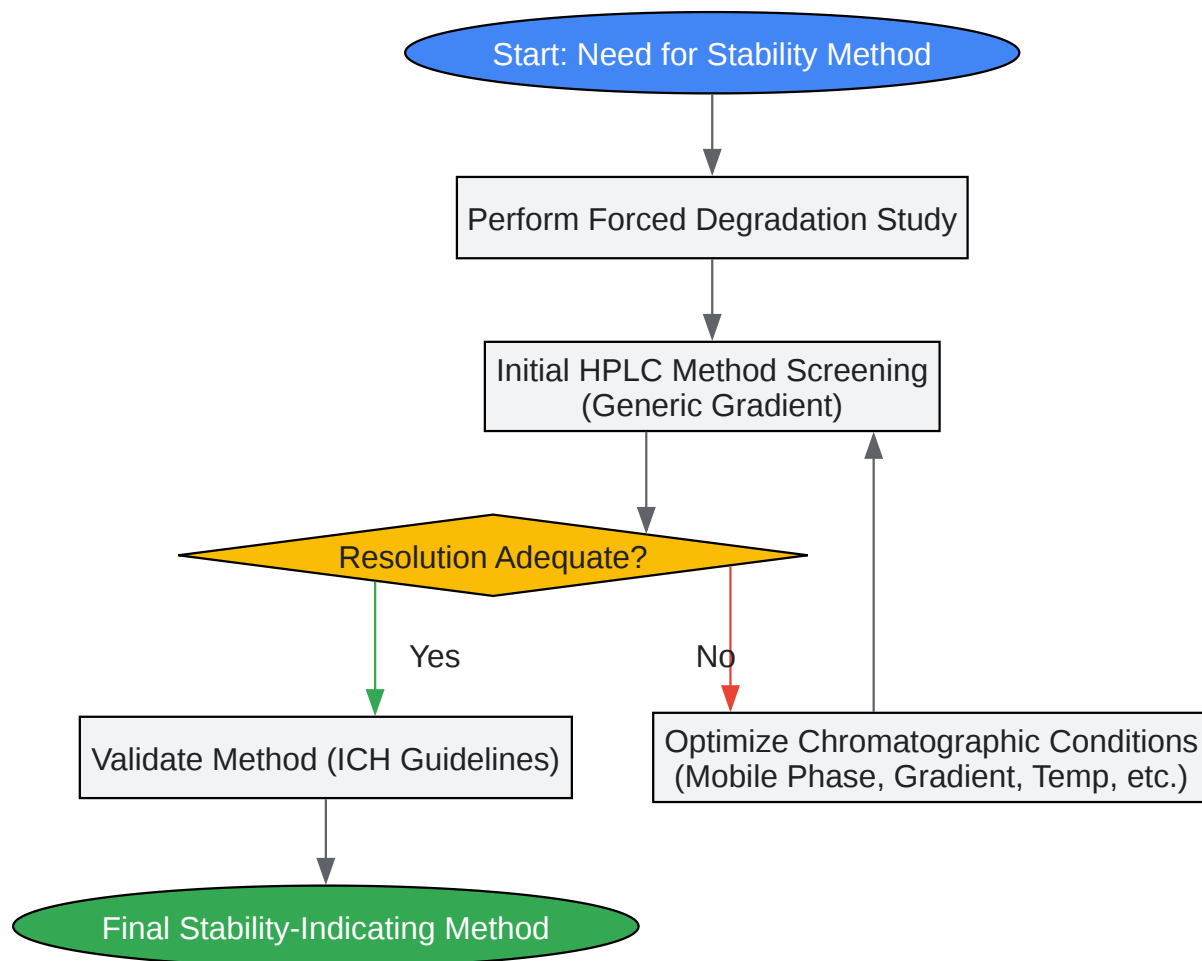 Start: Need for Stability Method
Perform Forced Degradation Study
Initial HPLC Method Screening
(Generic Gradient)
Resolution Adequate?
Yes
No
Validate Method (ICH Guidelines)
Optimize Chromatographic Conditions
(Mobile Phase, Gradient, Temp, etc.)
Final Stability-Indicating Method